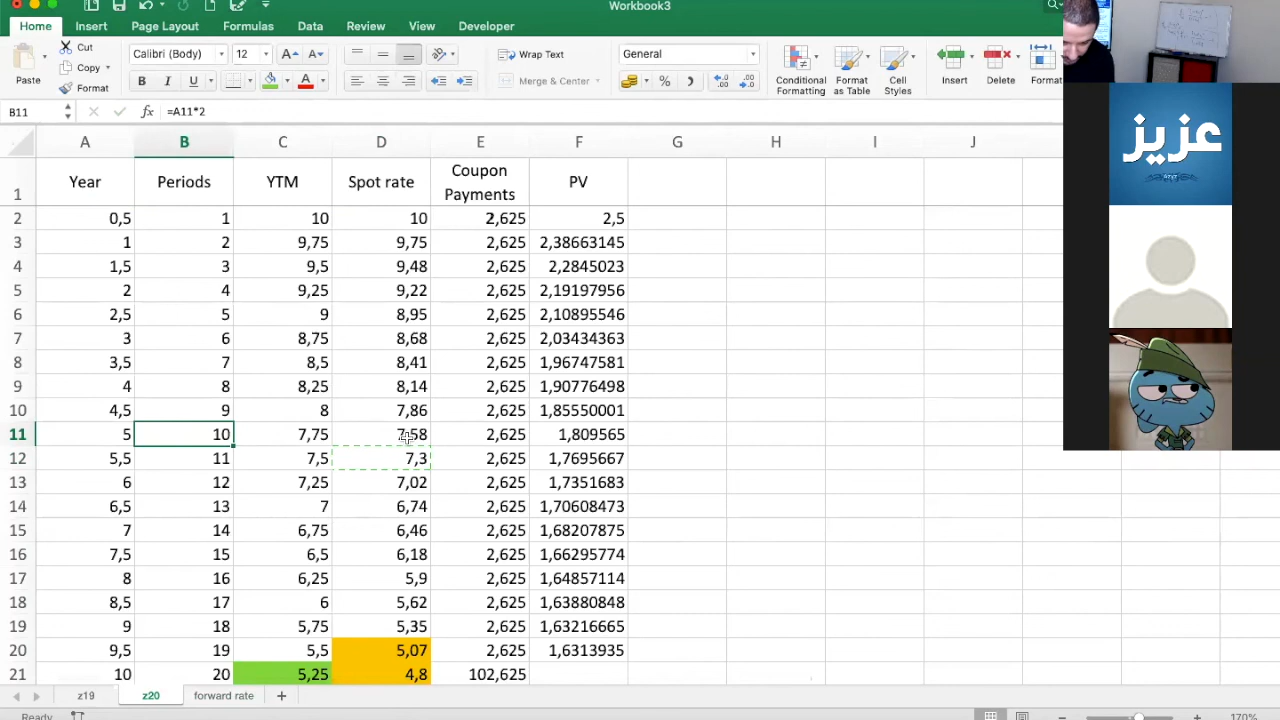 Workbook3
Home Insert Page Layout Formulas Data Review View Developer
Paste
Cut
Copy
Format
Calibri (Body) 12
B I U
Wrap Text
Merge & Center
General
Conditional Formatting
Format as Table
Cell Styles
Insert
Delete
Format
B11 fx =A11*2
A B C D E F G H I J
1 Year Periods YTM Spot rate Coupon Payments PV
2 0,5 1 10 10 2,625 2,5
3 1 2 9,75 9,75 2,625 2,38663145
4 1,5 3 9,5 9,48 2,625 2,2845023
5 2 4 9,25 9,22 2,625 2,19197956
6 2,5 5 9 8,95 2,625 2,10895546
7 3 6 8,75 8,68 2,625 2,03434363
8 3,5 7 8,5 8,41 2,625 1,96747581
9 4 8 8,25 8,14 2,625 1,90776498
10 4,5 9 8 7,86 2,625 1,85550001
11 5 10 7,75 7,58 2,625 1,809565
12 5,5 11 7,5 7,3 2,625 1,7695667
13 6 12 7,25 7,02 2,625 1,7351683
14 6,5 13 7 6,74 2,625 1,70608473
15 7 14 6,75 6,46 2,625 1,68207875
16 7,5 15 6,5 6,18 2,625 1,66295774
17 8 16 6,25 5,9 2,625 1,64857114
18 8,5 17 6 5,62 2,625 1,63880848
19 9 18 5,75 5,35 2,625 1,63216665
20 9,5 19 5,5 5,07 2,625 1,6313935
21 10 20 5,25 4,8 102,625
z19 z20 forward rate +
Ready
170%
عزيز